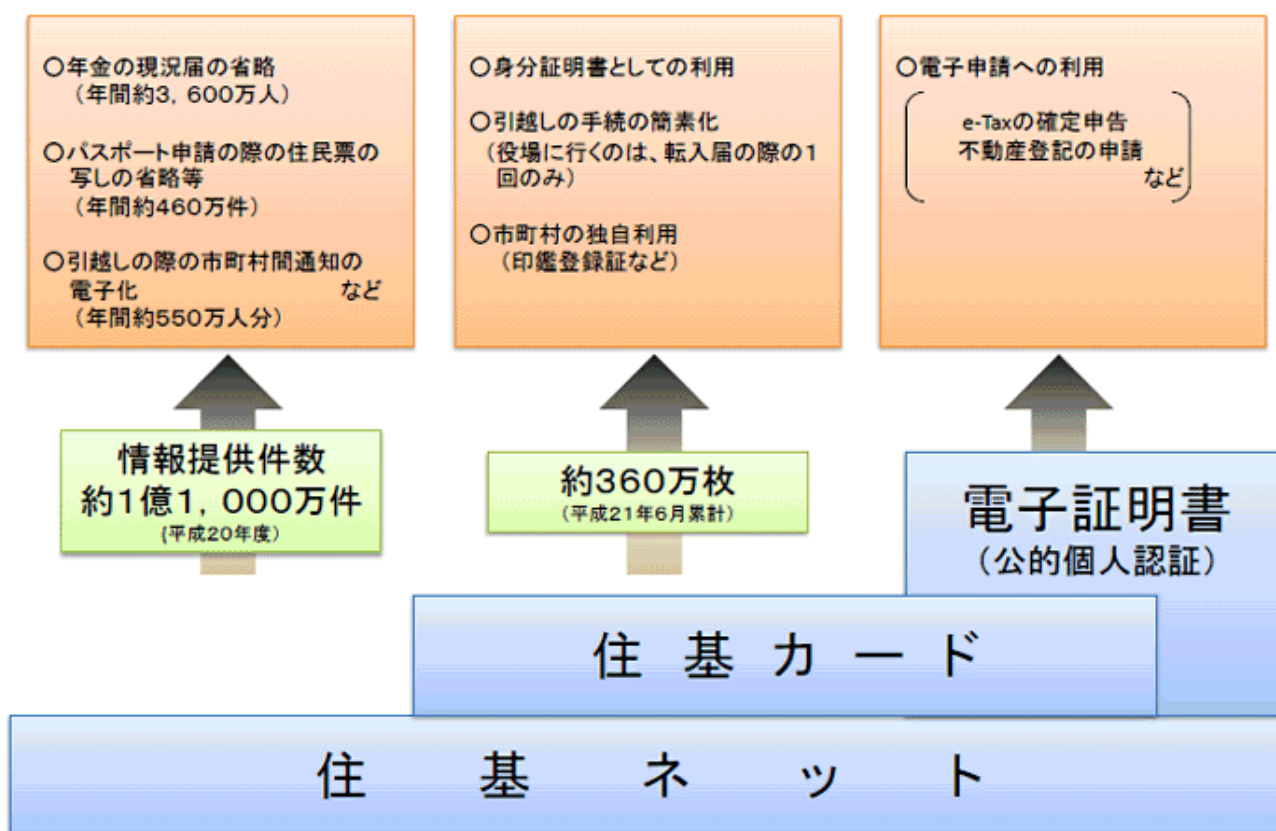 ○年金の現況届の省略
（年間約3，600万人）
○パスポート申請の際の住民票の
写しの省略等
（年間約460万件）
○引越しの際の市町村間通知の
電子化 など
（年間約550万人分）
○身分証明書としての利用
○引越しの手続の簡素化
（役場に行くのは、転入届の際の1
回のみ）
○市町村の独自利用
（印鑑登録証など）
○電子申請への利用
e-Taxの確定申告
不動産登記の申請
など
情報提供件数
約1億1，000万件
(平成20年度）
約360万枚
（平成21年6月累計）
電子証明書
（公的個人認証）
住基カード
住基ネット